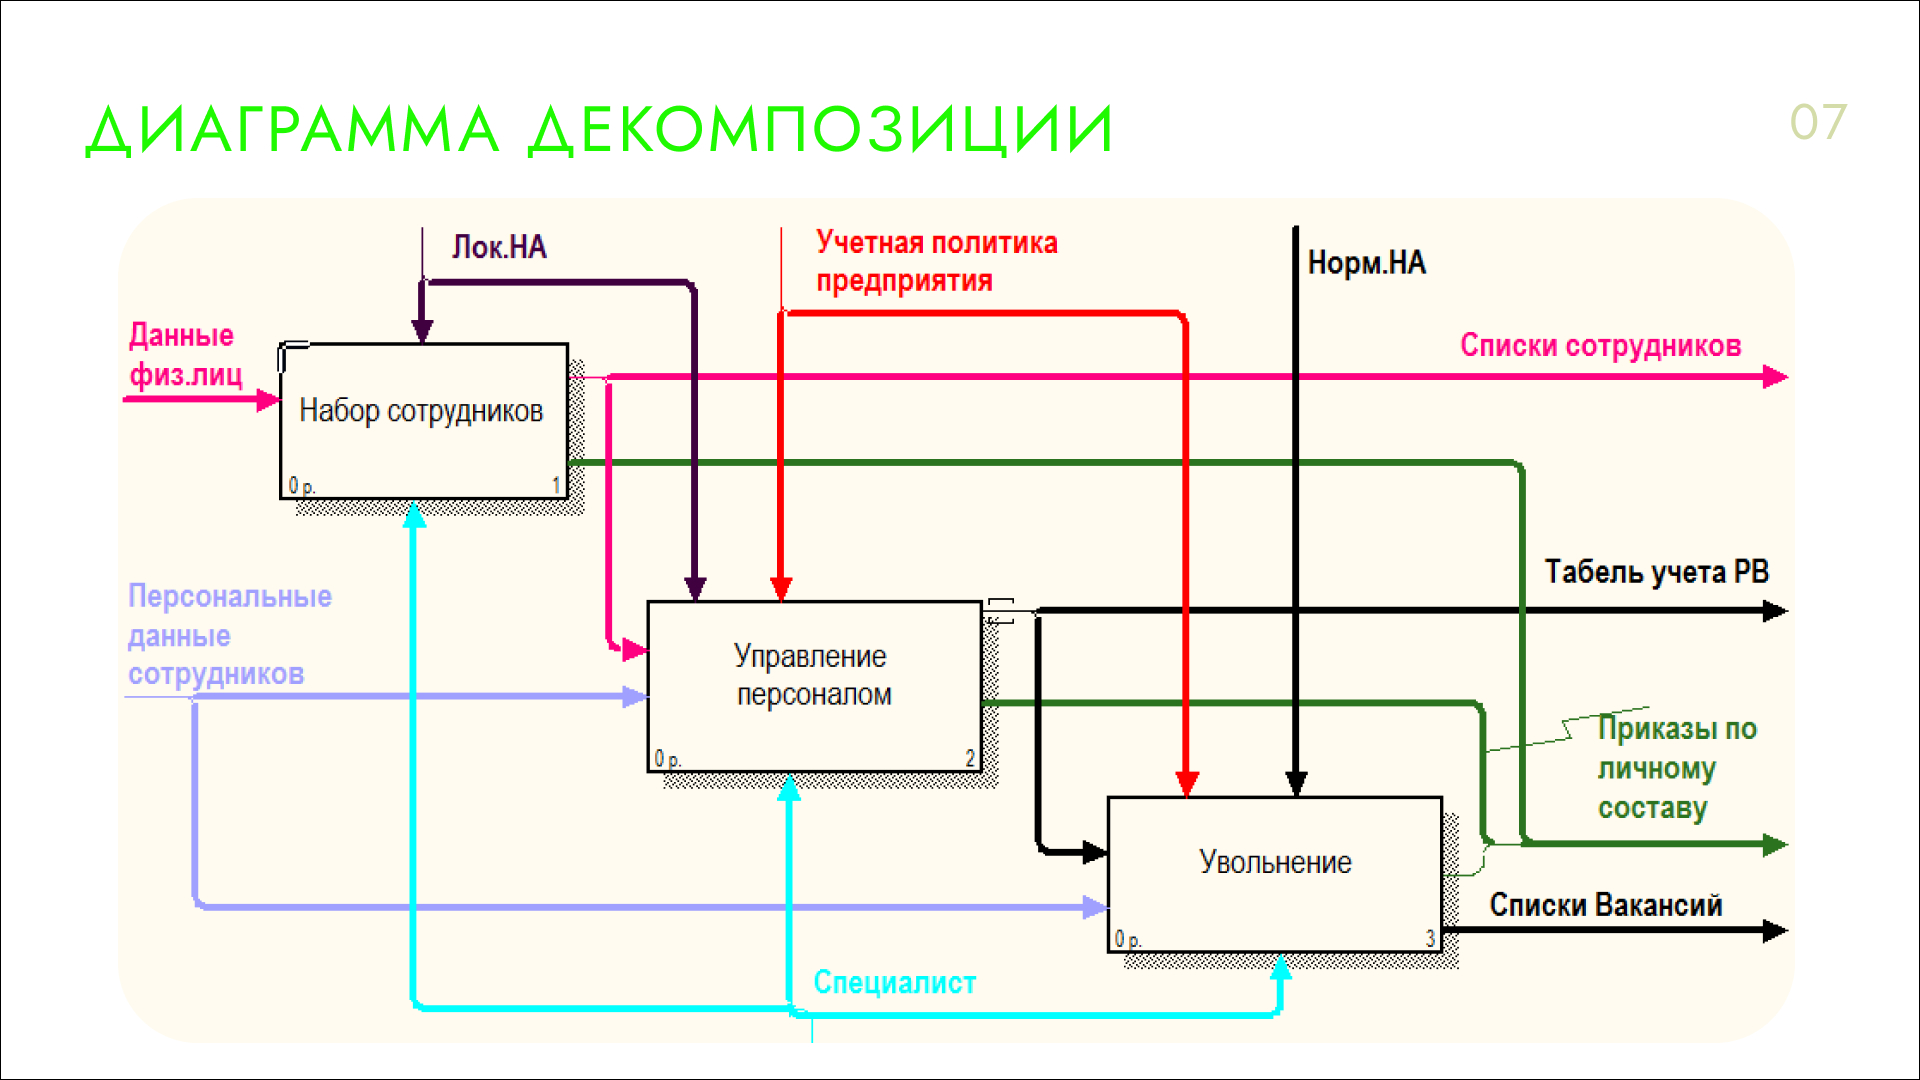 ДИАГРАММА ДЕКОМПОЗИЦИИ
07
Лок.НА
Учетная политика
предприятия
Норм.НА
Данные
физ.лиц
Списки сотрудников
Набор сотрудников
0 р.
1
Табель учета РВ
Персональные
данные
сотрудников
Управление
персоналом
0 р.
2
Приказы по
личному
составу
Увольнение
0 р.
3
Списки Вакансий
Специалист